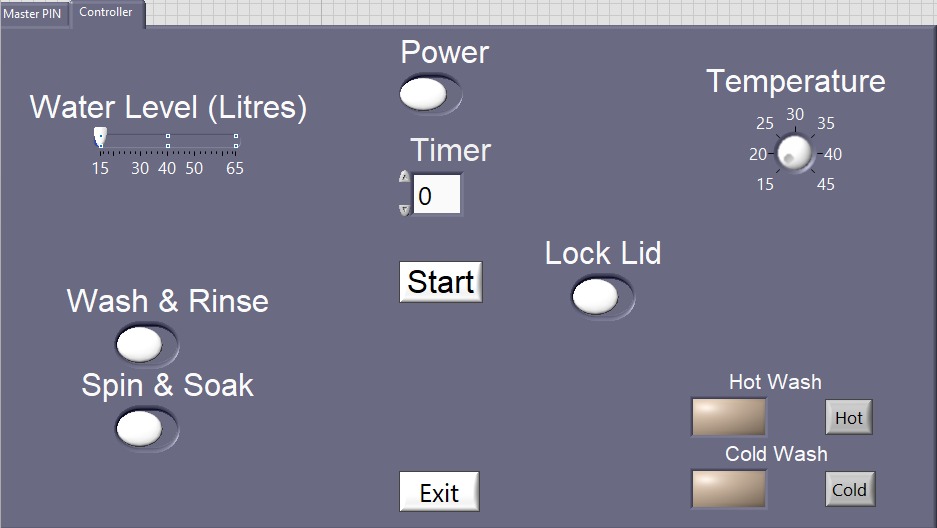 Master PIN
Controller
Power
Water Level (Litres)
15 30 40 50 65
Timer
0
Temperature
15 20 25 30 35 40 45
Start
Lock Lid
Wash & Rinse
Spin & Soak
Hot Wash
Hot
Cold Wash
Cold
Exit